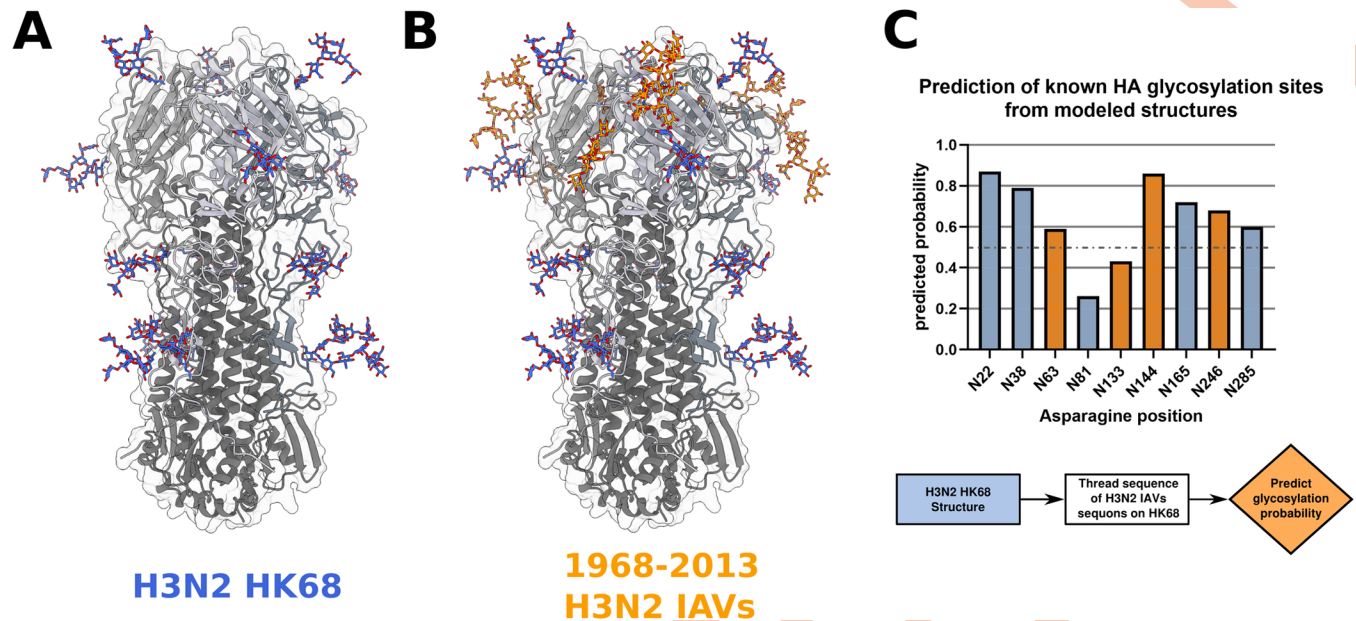 A
B
C
H3N2 HK68
1968-2013
H3N2 IAVs
Prediction of known HA glycosylation sites
from modeled structures
predicted probability
1.0
0.8
0.6
0.4
0.2
0.0
N22
N38
N63
N81
N133
N144
N165
N246
N285
Asparagine position
H3N2 HK68
Structure
Thread sequence
of H3N2 IAVs
sequons on HK68
Predict
glycosylation
probability